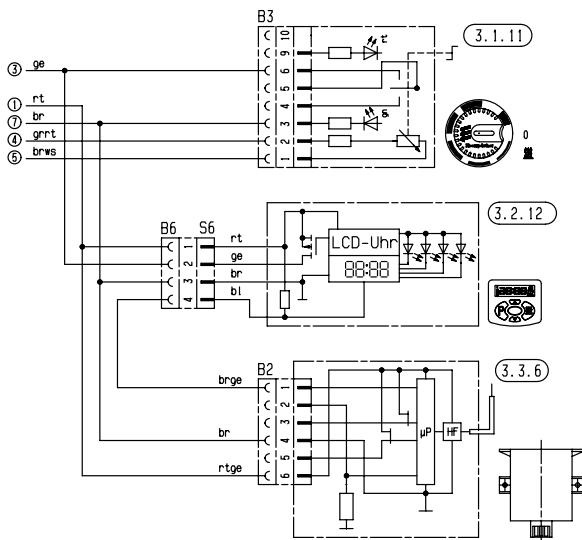 B3
10
9
rt
3.1.11
3 ge
6
5
1 rt
4
7 br
3
gn
4 grrt
2
5 brws
1
0
B6 S6
3.2.12
1 rt
LCD-Uhr
2 ge
3 br
88:88
4 bl
P
B2
3.3.6
brge
1
2
3
µP HF
br
4
5
rtge
6